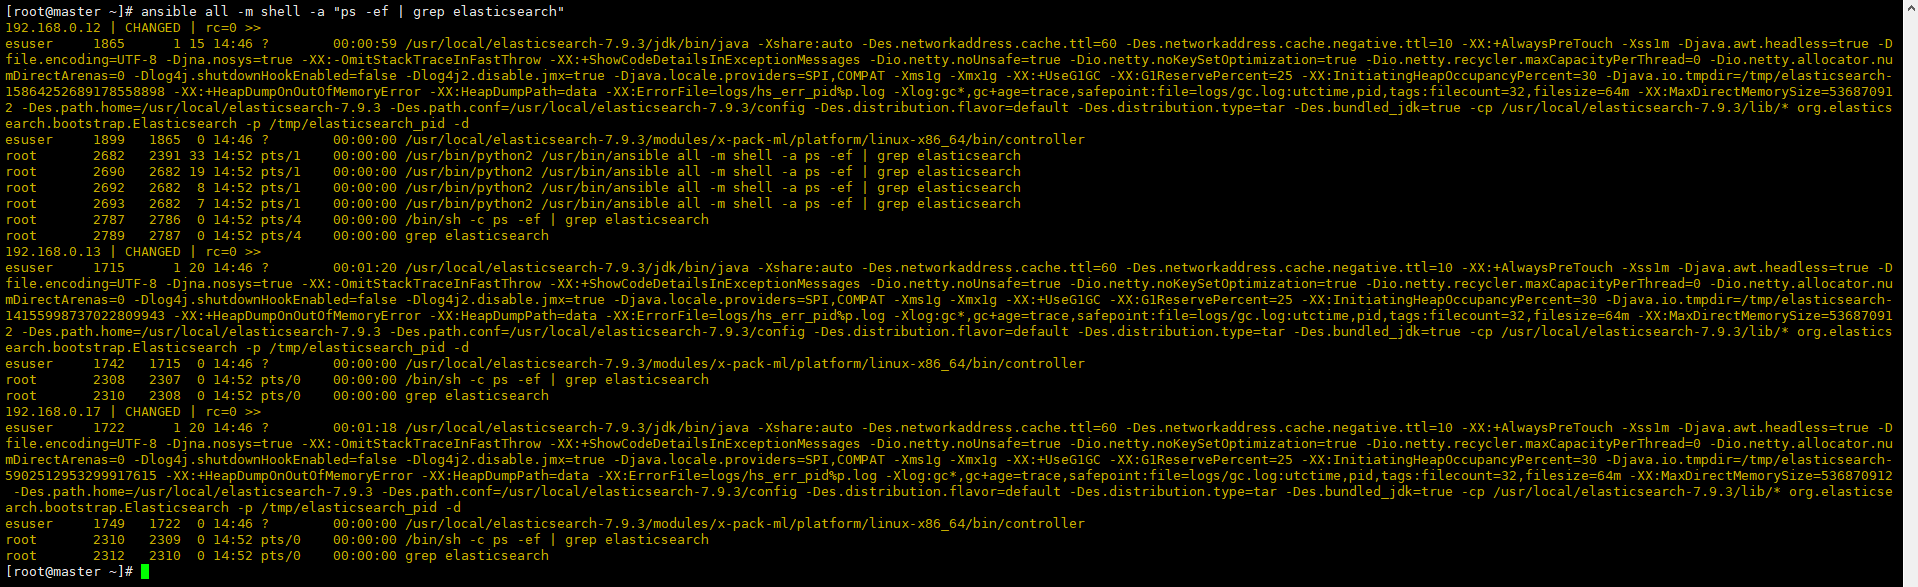 [root@master ~]# ansible all -m shell -a "ps -ef | grep elasticsearch"
192.168.0.12 | CHANGED | rc=0 >>
esuser     1865      1 15 14:46 ?        00:00:59 /usr/local/elasticsearch-7.9.3/jdk/bin/java -Xshare:auto -Des.networkaddress.cache.ttl=60 -Des.networkaddress.cache.negative.ttl=10 -XX:+AlwaysPreTouch -Xss1m -Djava.awt.headless=true -D
file.encoding=UTF-8 -Djna.nosys=true -XX:-OmitStackTraceInFastThrow -XX:+ShowCodeDetailsInExceptionMessages -Dio.netty.noUnsafe=true -Dio.netty.noKeySetOptimization=true -Dio.netty.recycler.maxCapacityPerThread=0 -Dio.netty.allocator.nu
mDirectArenas=0 -Dlog4j.shutdownHookEnabled=false -Dlog4j2.disable.jmx=true -Djava.locale.providers=SPI,COMPAT -Xms1g -Xmx1g -XX:+UseG1GC -XX:G1ReservePercent=25 -XX:InitiatingHeapOccupancyPercent=30 -Djava.io.tmpdir=/tmp/elasticsearch-
15864252689178558898 -XX:+HeapDumpOnOutOfMemoryError -XX:HeapDumpPath=data -XX:ErrorFile=logs/hs_err_pid%p.log -Xlog:gc*,gc+age=trace,safepoint:file=logs/gc.log:utctime,pid,tags:filecount=32,filesize=64m -XX:MaxDirectMemorySize=53687091
2 -Des.path.home=/usr/local/elasticsearch-7.9.3 -Des.path.conf=/usr/local/elasticsearch-7.9.3/config -Des.distribution.flavor=default -Des.distribution.type=tar -Des.bundled_jdk=true -cp /usr/local/elasticsearch-7.9.3/lib/* org.elastics
earch.bootstrap.Elasticsearch -p /tmp/elasticsearch_pid -d
esuser     1899   1865  0 14:46 ?        00:00:00 /usr/local/elasticsearch-7.9.3/modules/x-pack-ml/platform/linux-x86_64/bin/controller
root       2682   2391 33 14:52 pts/1    00:00:00 /usr/bin/python2 /usr/bin/ansible all -m shell -a ps -ef | grep elasticsearch
root       2690   2682 19 14:52 pts/1    00:00:00 /usr/bin/python2 /usr/bin/ansible all -m shell -a ps -ef | grep elasticsearch
root       2692   2682  8 14:52 pts/1    00:00:00 /usr/bin/python2 /usr/bin/ansible all -m shell -a ps -ef | grep elasticsearch
root       2693   2682  7 14:52 pts/1    00:00:00 /usr/bin/python2 /usr/bin/ansible all -m shell -a ps -ef | grep elasticsearch
root       2787   2786  0 14:52 pts/4    00:00:00 /bin/sh -c ps -ef | grep elasticsearch
root       2789   2787  0 14:52 pts/4    00:00:00 grep elasticsearch
192.168.0.13 | CHANGED | rc=0 >>
esuser     1715      1 20 14:46 ?        00:01:20 /usr/local/elasticsearch-7.9.3/jdk/bin/java -Xshare:auto -Des.networkaddress.cache.ttl=60 -Des.networkaddress.cache.negative.ttl=10 -XX:+AlwaysPreTouch -Xss1m -Djava.awt.headless=true -D
file.encoding=UTF-8 -Djna.nosys=true -XX:-OmitStackTraceInFastThrow -XX:+ShowCodeDetailsInExceptionMessages -Dio.netty.noUnsafe=true -Dio.netty.noKeySetOptimization=true -Dio.netty.recycler.maxCapacityPerThread=0 -Dio.netty.allocator.nu
mDirectArenas=0 -Dlog4j.shutdownHookEnabled=false -Dlog4j2.disable.jmx=true -Djava.locale.providers=SPI,COMPAT -Xms1g -Xmx1g -XX:+UseG1GC -XX:G1ReservePercent=25 -XX:InitiatingHeapOccupancyPercent=30 -Djava.io.tmpdir=/tmp/elasticsearch-
14155998737022809943 -XX:+HeapDumpOnOutOfMemoryError -XX:HeapDumpPath=data -XX:ErrorFile=logs/hs_err_pid%p.log -Xlog:gc*,gc+age=trace,safepoint:file=logs/gc.log:utctime,pid,tags:filecount=32,filesize=64m -XX:MaxDirectMemorySize=53687091
2 -Des.path.home=/usr/local/elasticsearch-7.9.3 -Des.path.conf=/usr/local/elasticsearch-7.9.3/config -Des.distribution.flavor=default -Des.distribution.type=tar -Des.bundled_jdk=true -cp /usr/local/elasticsearch-7.9.3/lib/* org.elastics
earch.bootstrap.Elasticsearch -p /tmp/elasticsearch_pid -d
esuser     1742   1715  0 14:46 ?        00:00:00 /usr/local/elasticsearch-7.9.3/modules/x-pack-ml/platform/linux-x86_64/bin/controller
root       2308   2307  0 14:52 pts/0    00:00:00 /bin/sh -c ps -ef | grep elasticsearch
root       2310   2308  0 14:52 pts/0    00:00:00 grep elasticsearch
192.168.0.17 | CHANGED | rc=0 >>
esuser     1722      1 20 14:46 ?        00:01:18 /usr/local/elasticsearch-7.9.3/jdk/bin/java -Xshare:auto -Des.networkaddress.cache.ttl=60 -Des.networkaddress.cache.negative.ttl=10 -XX:+AlwaysPreTouch -Xss1m -Djava.awt.headless=true -D
file.encoding=UTF-8 -Djna.nosys=true -XX:-OmitStackTraceInFastThrow -XX:+ShowCodeDetailsInExceptionMessages -Dio.netty.noUnsafe=true -Dio.netty.noKeySetOptimization=true -Dio.netty.recycler.maxCapacityPerThread=0 -Dio.netty.allocator.nu
mDirectArenas=0 -Dlog4j.shutdownHookEnabled=false -Dlog4j2.disable.jmx=true -Djava.locale.providers=SPI,COMPAT -Xms1g -Xmx1g -XX:+UseG1GC -XX:G1ReservePercent=25 -XX:InitiatingHeapOccupancyPercent=30 -Djava.io.tmpdir=/tmp/elasticsearch-
5902512953299917615 -XX:+HeapDumpOnOutOfMemoryError -XX:HeapDumpPath=data -XX:ErrorFile=logs/hs_err_pid%p.log -Xlog:gc*,gc+age=trace,safepoint:file=logs/gc.log:utctime,pid,tags:filecount=32,filesize=64m -XX:MaxDirectMemorySize=536870912
 -Des.path.home=/usr/local/elasticsearch-7.9.3 -Des.path.conf=/usr/local/elasticsearch-7.9.3/config -Des.distribution.flavor=default -Des.distribution.type=tar -Des.bundled_jdk=true -cp /usr/local/elasticsearch-7.9.3/lib/* org.elasticse
arch.bootstrap.Elasticsearch -p /tmp/elasticsearch_pid -d
esuser     1749   1722  0 14:46 ?        00:00:00 /usr/local/elasticsearch-7.9.3/modules/x-pack-ml/platform/linux-x86_64/bin/controller
root       2310   2309  0 14:52 pts/0    00:00:00 /bin/sh -c ps -ef | grep elasticsearch
root       2312   2310  0 14:52 pts/0    00:00:00 grep elasticsearch
[root@master ~]#